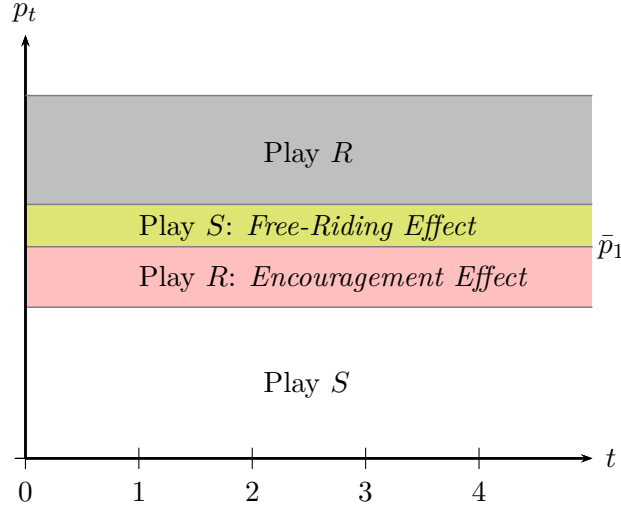 p_t
Play R
Play S: Free-Riding Effect
p̄_1
Play R: Encouragement Effect
Play S
t
0 1 2 3 4